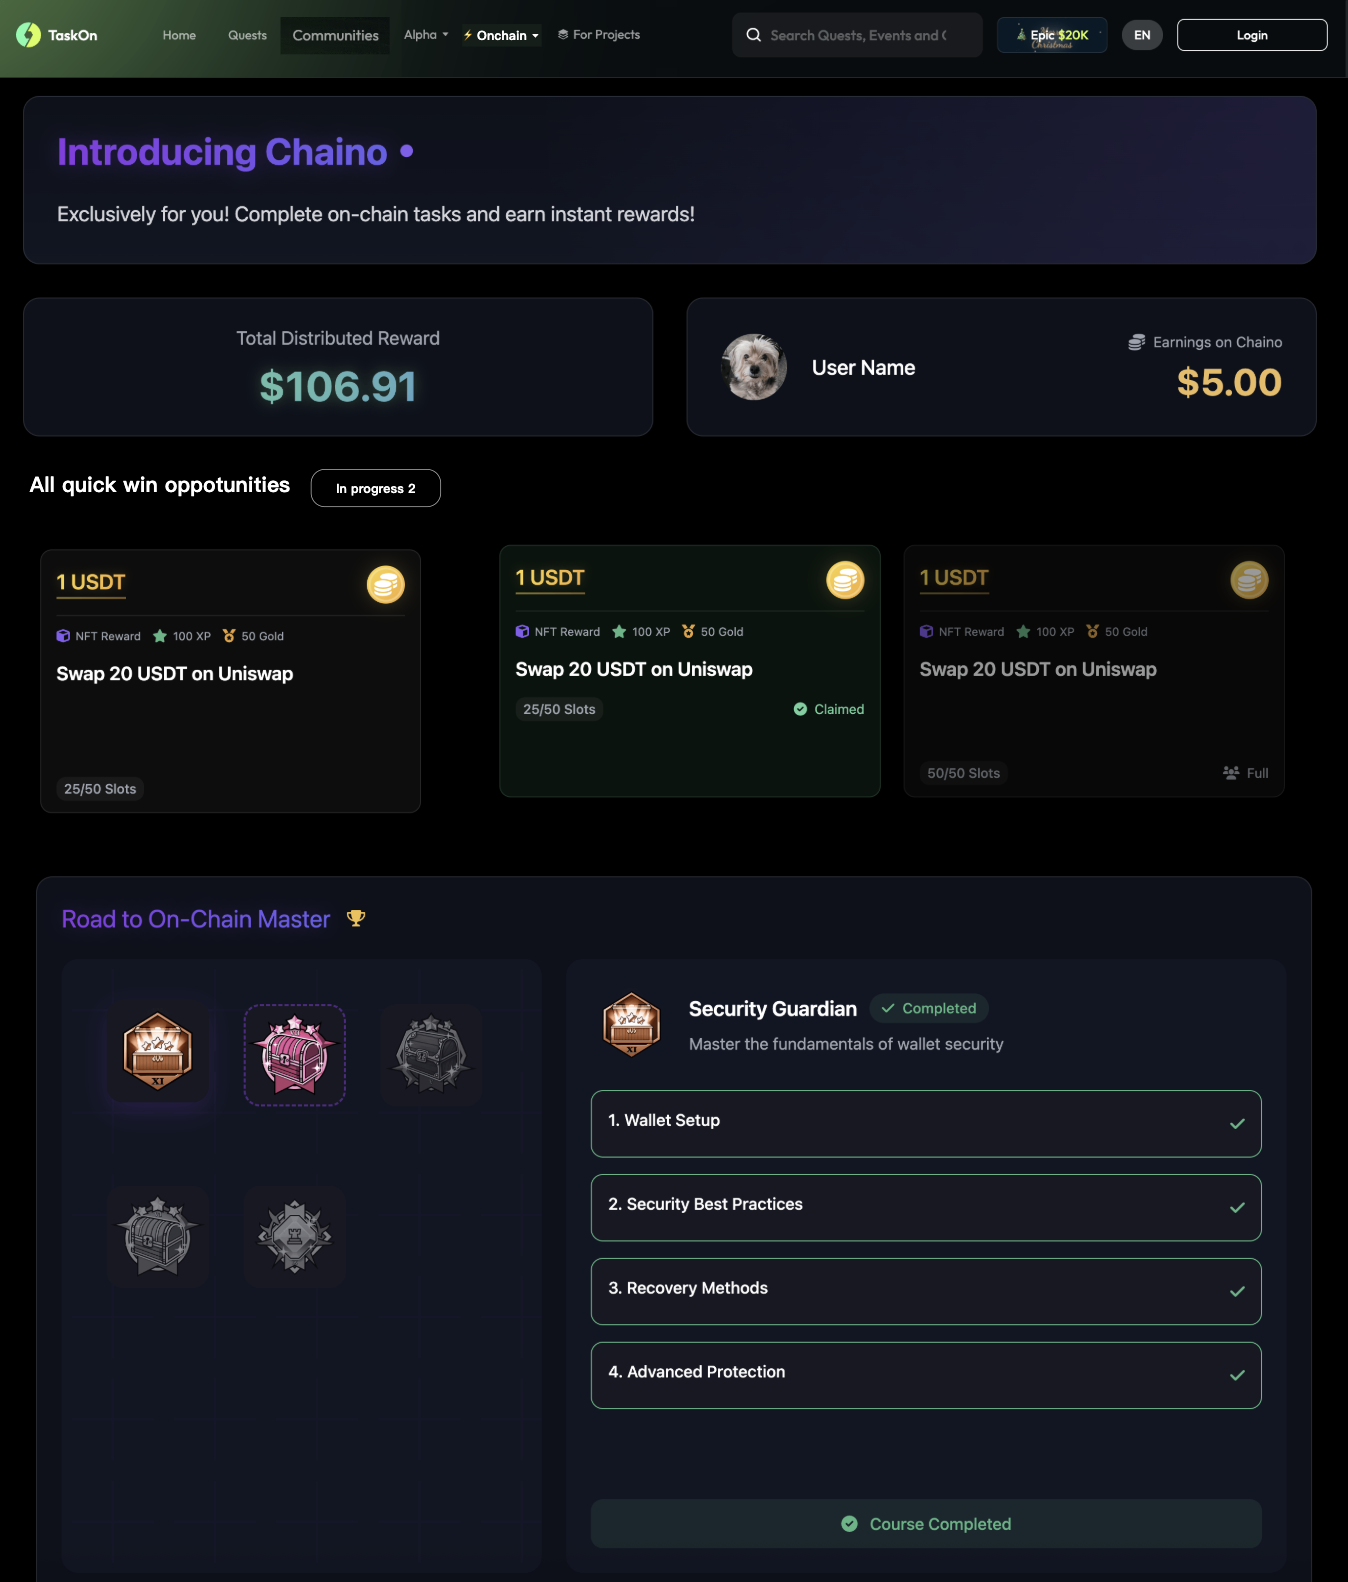 TaskOn
Home
Quests
Communities
Alpha
Onchain
For Projects
Search Quests, Events and C
Epic $20K
Christmas
EN
Login
Introducing Chaino
Exclusively for you! Complete on-chain tasks and earn instant rewards!
Total Distributed Reward
$106.91
User Name
Earnings on Chaino
$5.00
All quick win oppotunities
In progress 2
1 USDT
NFT Reward
100 XP
50 Gold
Swap 20 USDT on Uniswap
25/50 Slots
1 USDT
NFT Reward
100 XP
50 Gold
Swap 20 USDT on Uniswap
25/50 Slots
Claimed
1 USDT
NFT Reward
100 XP
50 Gold
Swap 20 USDT on Uniswap
50/50 Slots
Full
Road to On-Chain Master
XI
XI
Security Guardian
Completed
Master the fundamentals of wallet security
1. Wallet Setup
2. Security Best Practices
3. Recovery Methods
4. Advanced Protection
Course Completed